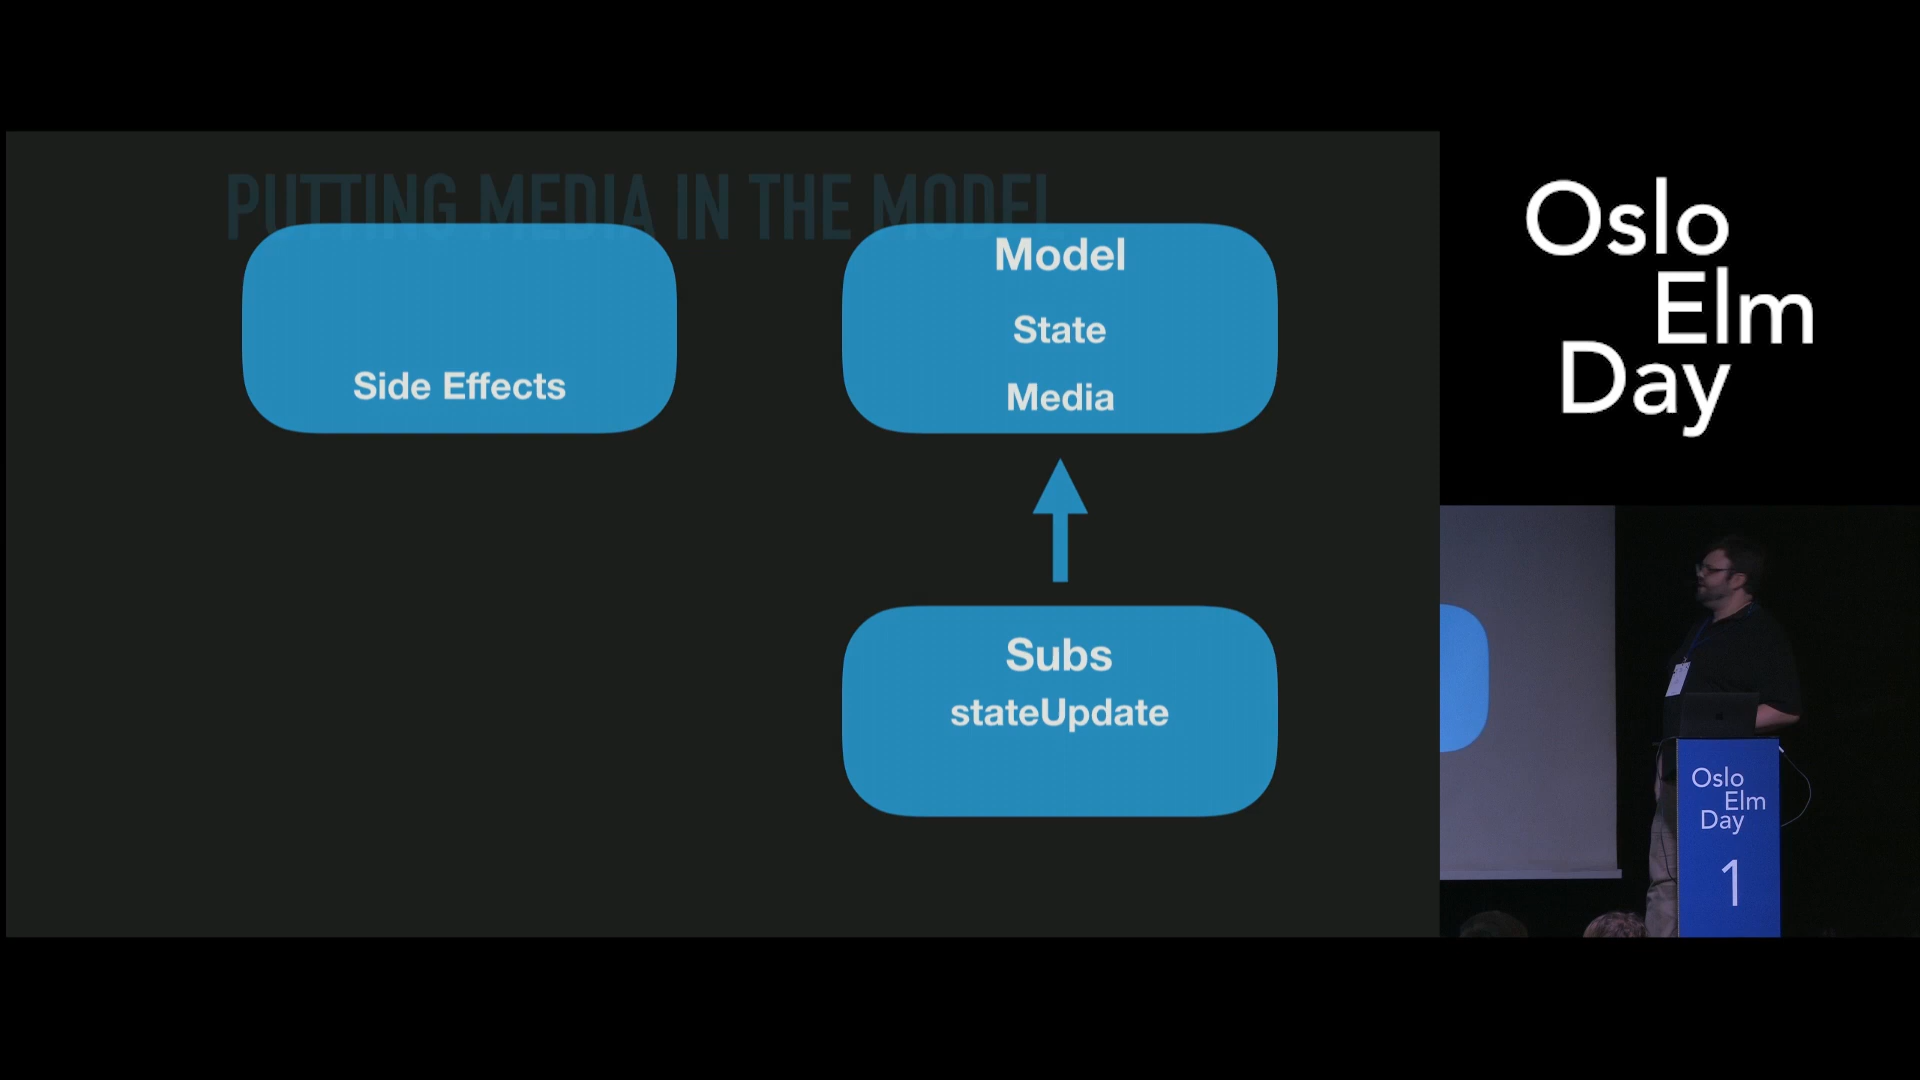 PUTTING MEDIA IN THE MODEL
Side Effects
Model
State
Media
Subs
stateUpdate
Oslo
Elm
Day
Oslo
Elm
Day
1